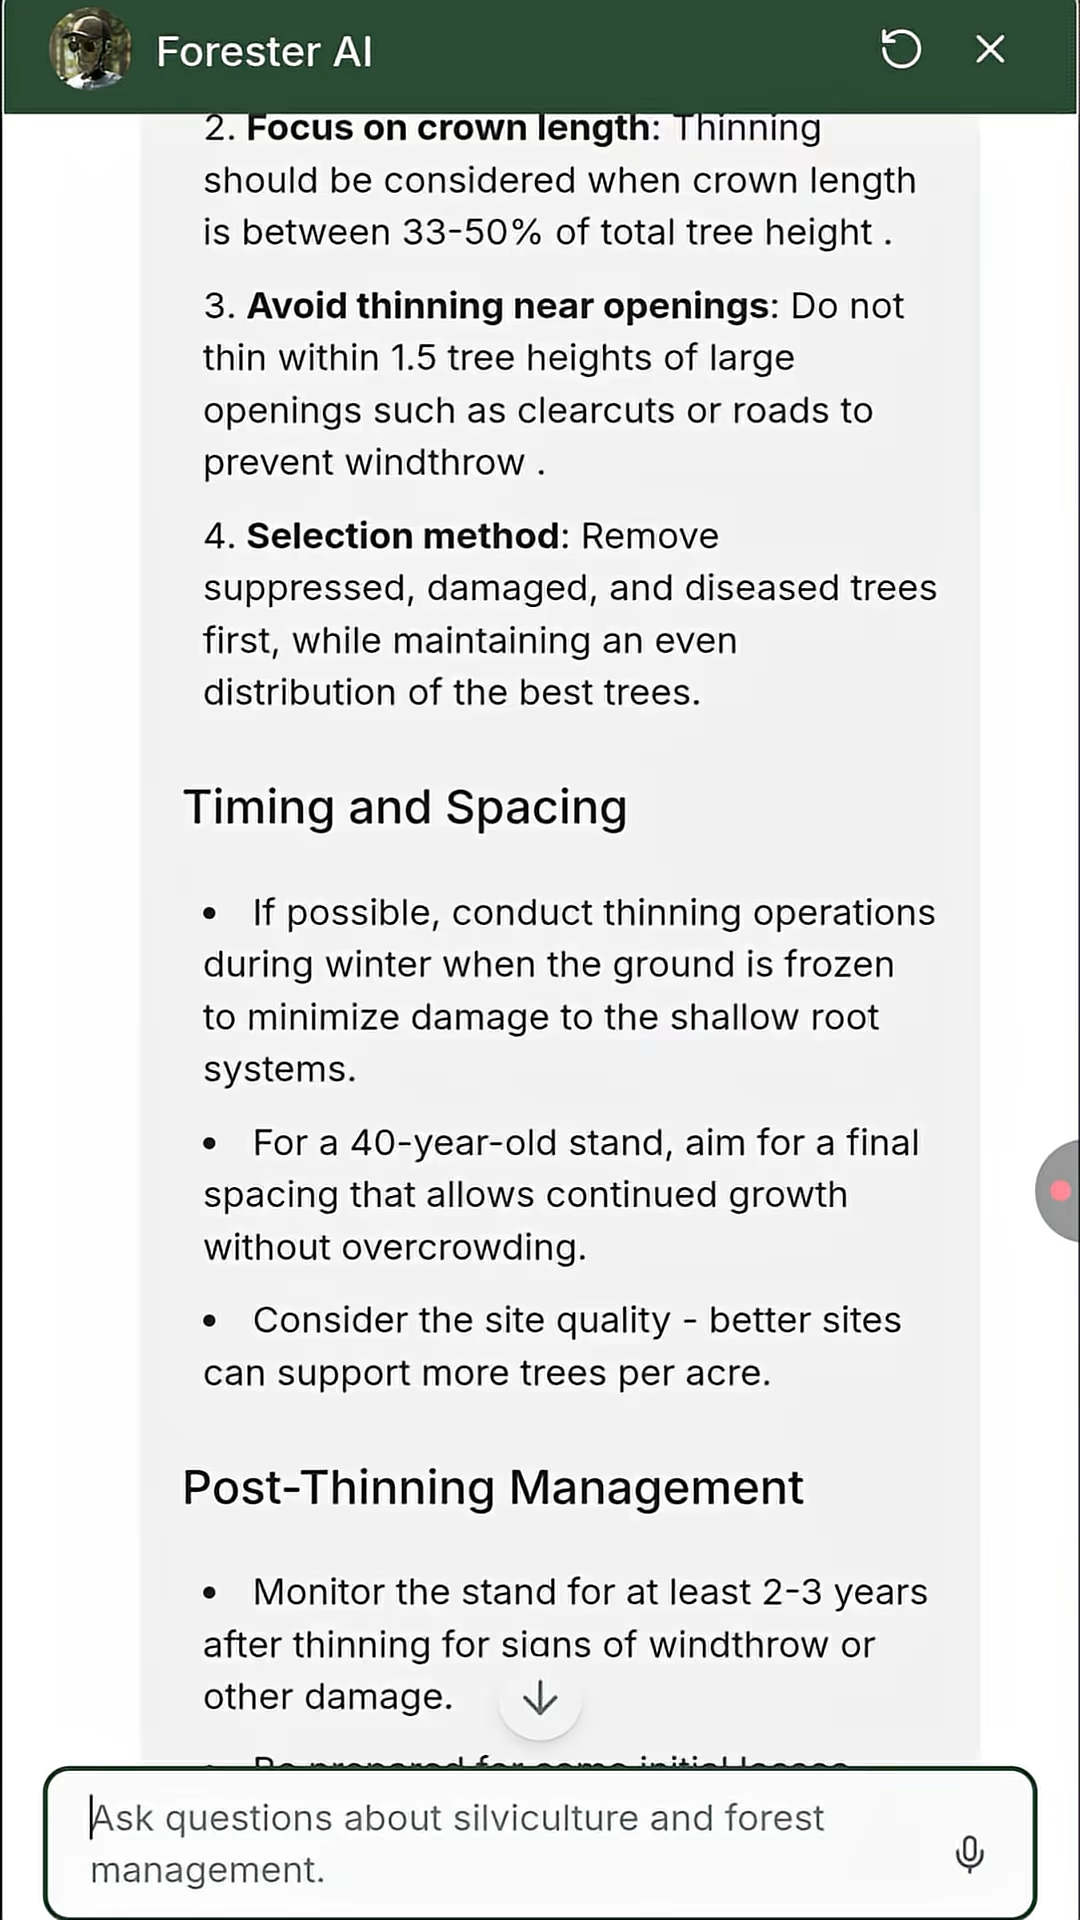 Forester AI
2. Focus on crown length: Thinning
should be considered when crown length
is between 33-50% of total tree height .
3. Avoid thinning near openings: Do not
thin within 1.5 tree heights of large
openings such as clearcuts or roads to
prevent windthrow .
4. Selection method: Remove
suppressed, damaged, and diseased trees
first, while maintaining an even
distribution of the best trees.
Timing and Spacing
• If possible, conduct thinning operations
during winter when the ground is frozen
to minimize damage to the shallow root
systems.
• For a 40-year-old stand, aim for a final
spacing that allows continued growth
without overcrowding.
• Consider the site quality - better sites
can support more trees per acre.
Post-Thinning Management
• Monitor the stand for at least 2-3 years
after thinning for signs of windthrow or
other damage.
• Be prepared for some initial losses
Ask questions about silviculture and forest
management.